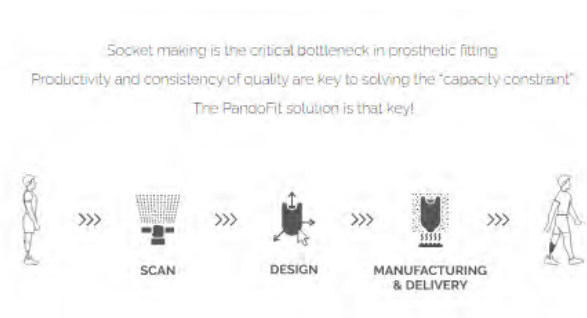 Socket making is the critical bottleneck in prosthetic fitting
Productivity and consistency of quality are key to solving the "capacity constraint"
The PandoFit solution is that key!
SCAN
DESIGN
MANUFACTURING
& DELIVERY